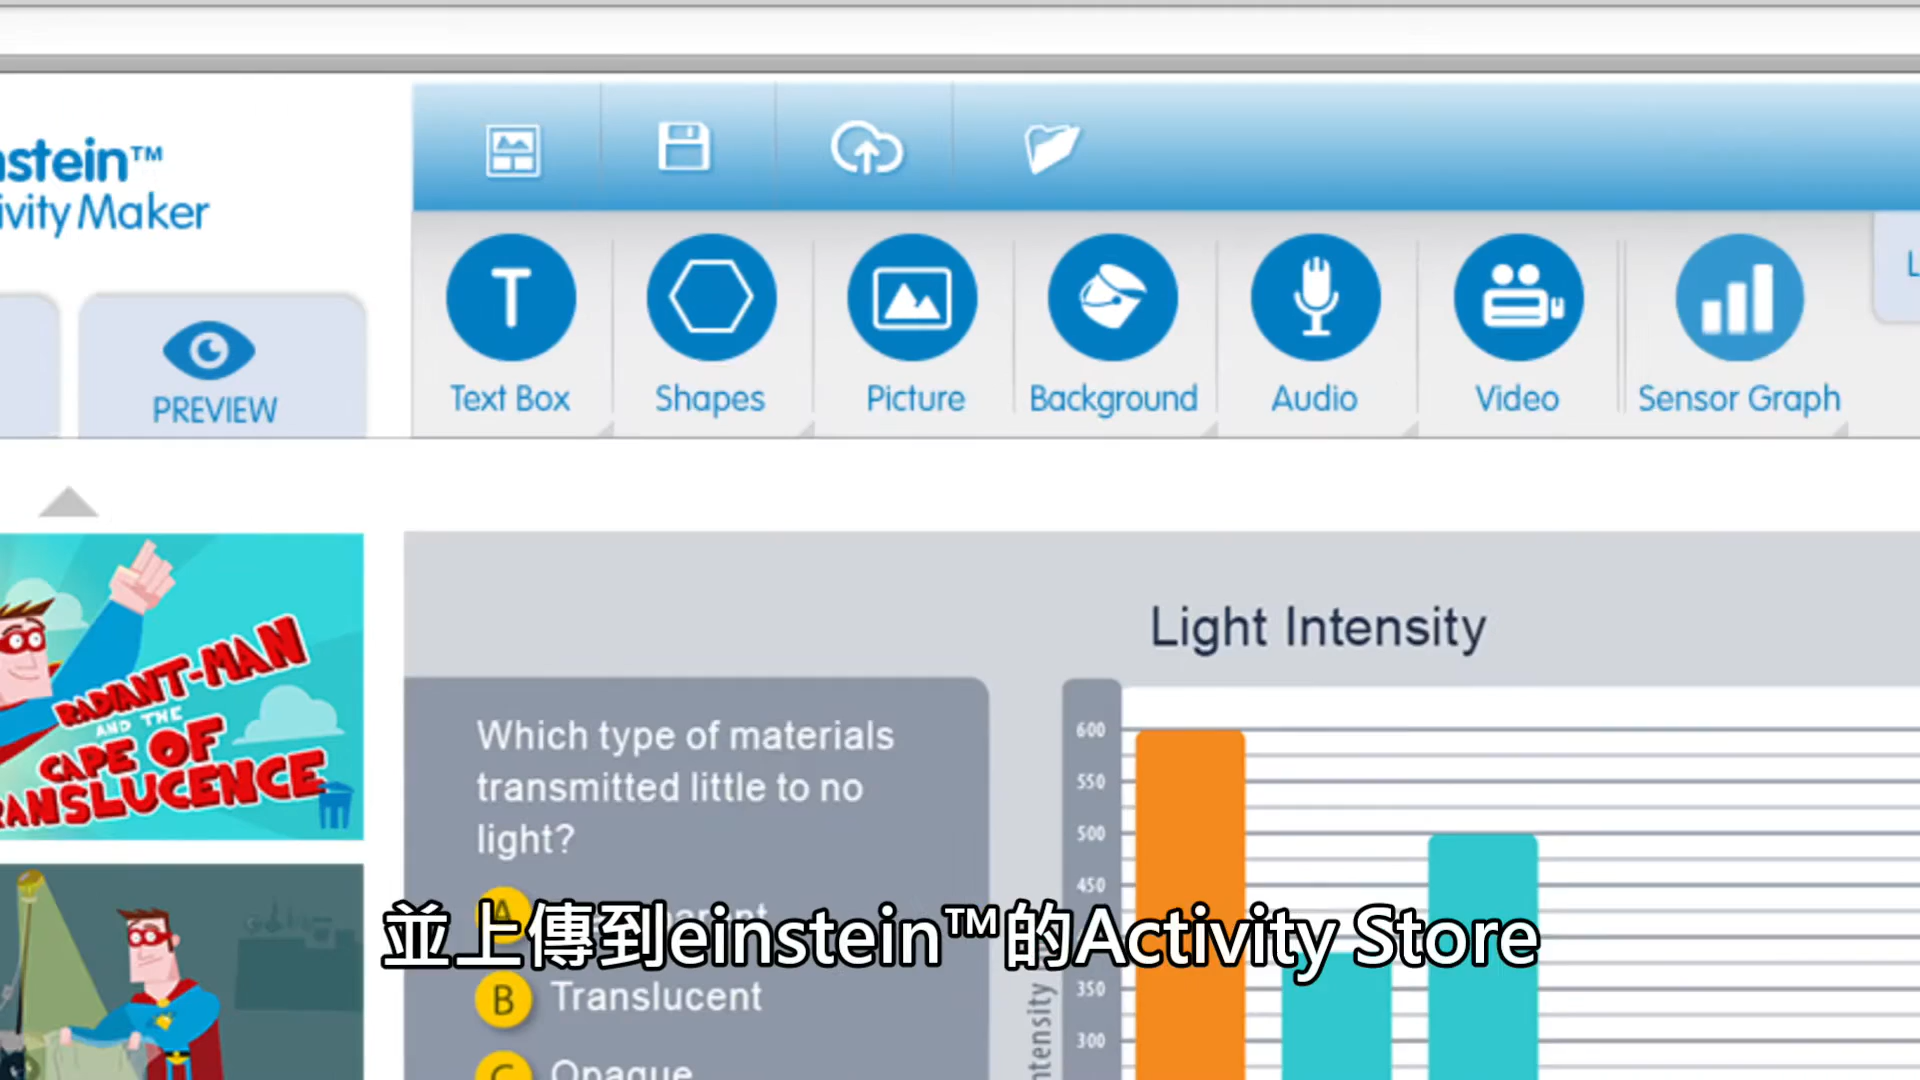 nstein™
ivity Maker
PREVIEW
T
Text Box
Shapes
Picture
Background
Audio
Video
Sensor Graph
L
RADIANT-MAN
AND THE
CAPE OF
RANSLUCENCE
Light Intensity
Which type of materials
transmitted little to no
light?
A
B Translucent
C Opaque
600
550
500
450
350
300
ntensity
並上傳到einstein™的Activity Store